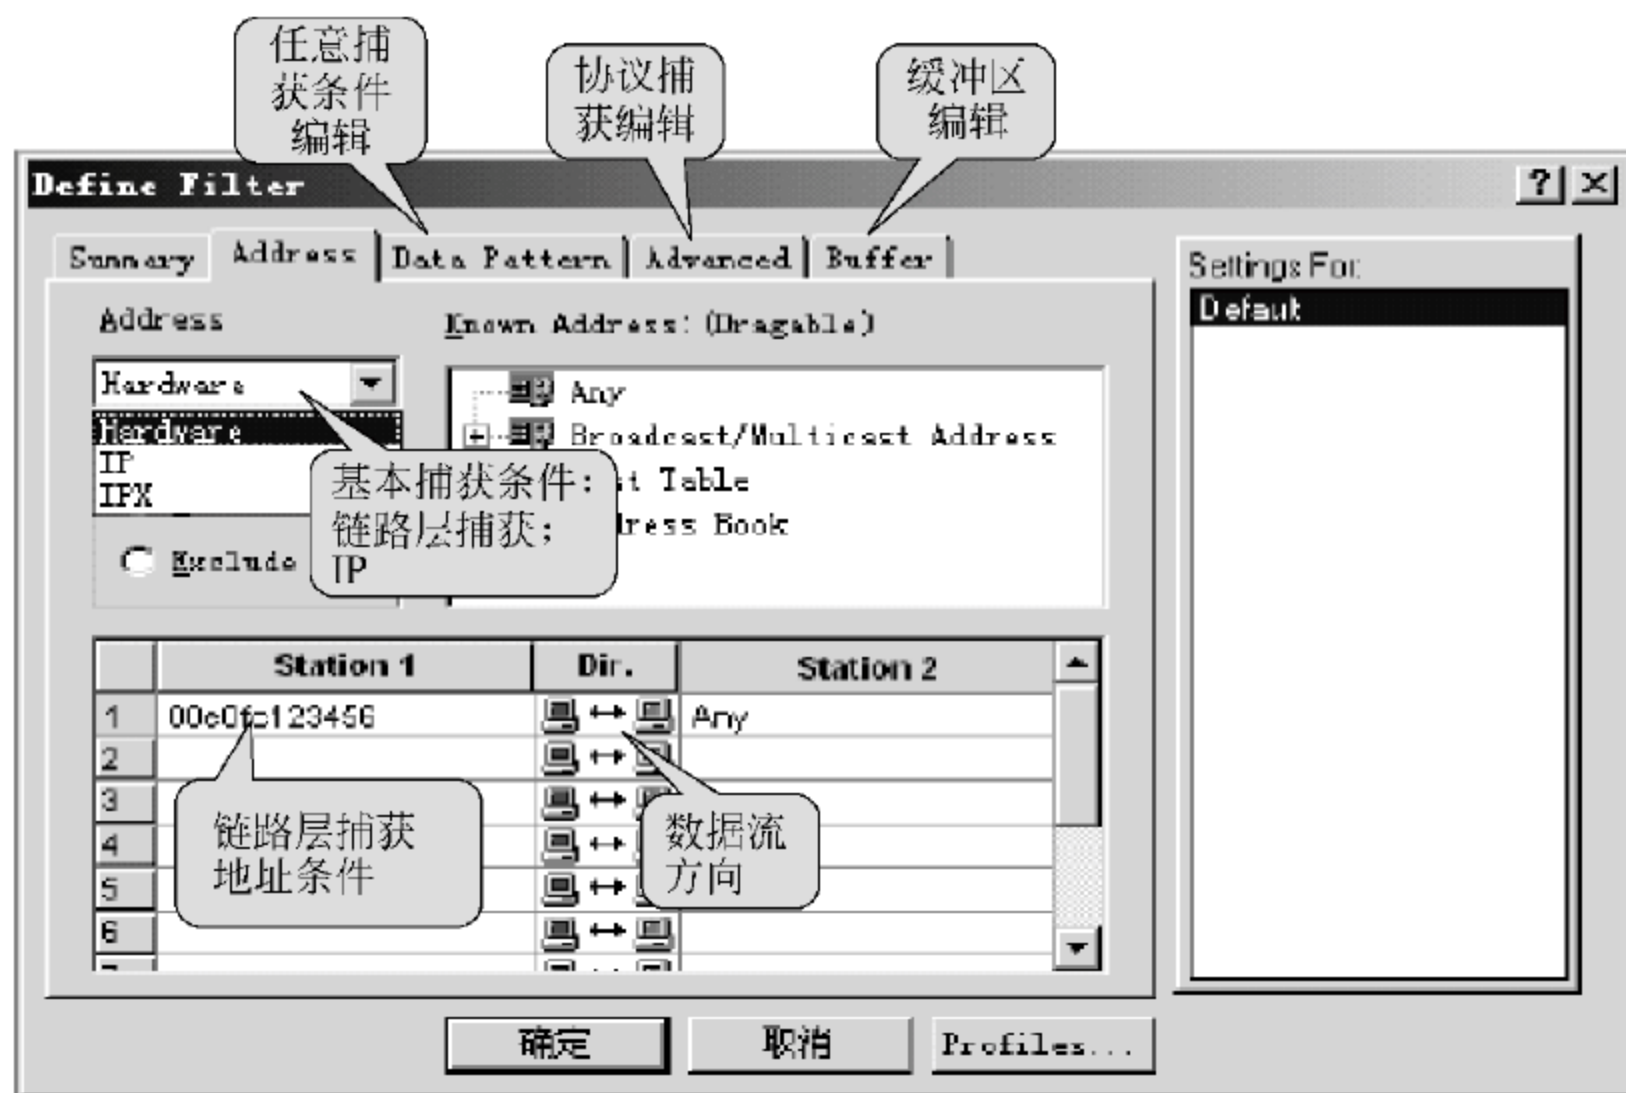 任意捕
获条件
编辑
协议捕
获编辑
缓冲区
编辑
Define Filter
Summary
Address
Data Pattern
Advanced
Buffer
Settings For:
Default
Address
Known Address: (Dragable)
Hardware
Hardware
IP
IPX
Exclude
Any
Broadcast/Multicast Address
Table
Book
基本捕获条件：
链路层捕获；
IP
Station 1
Dir.
Station 2
1
00e0fc123456
Any
2
3
4
5
6
链路层捕获
地址条件
数据流
方向
确定
取消
Profiles...